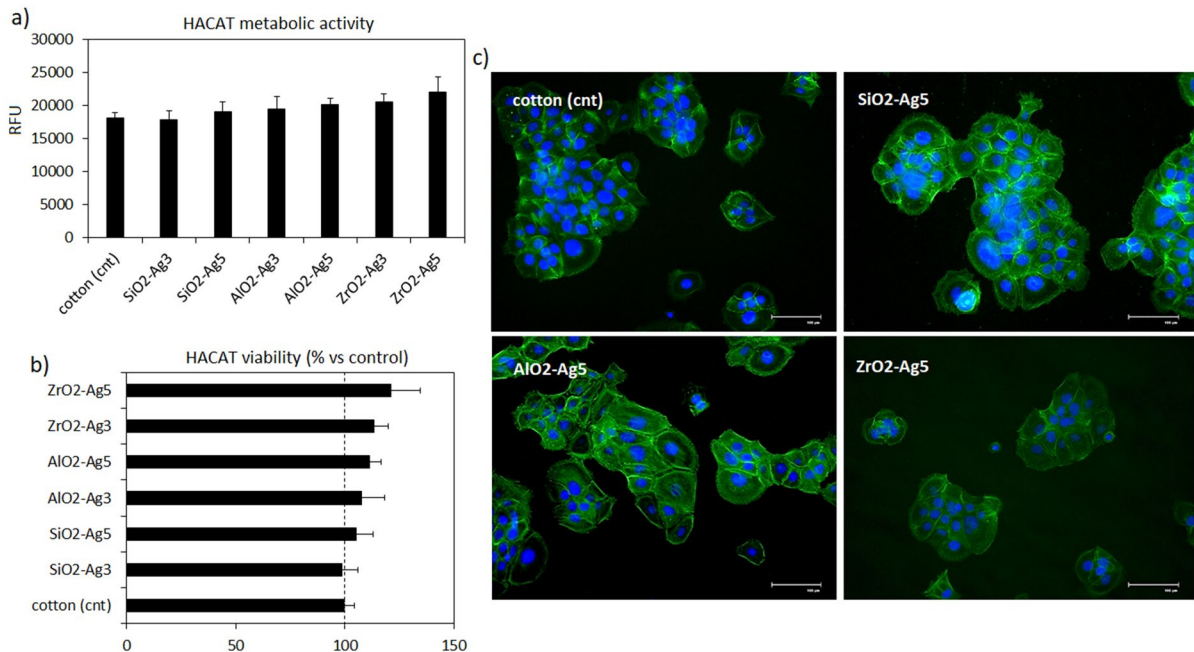 a)
HACAT metabolic activity
30000
25000
20000
15000
10000
5000
0
RFU
cotton (cnt)
SiO2-Ag3
SiO2-Ag5
AlO2-Ag3
AlO2-Ag5
ZrO2-Ag3
ZrO2-Ag5
b)
HACAT viability (% vs control)
ZrO2-Ag5
ZrO2-Ag3
AlO2-Ag5
AlO2-Ag3
SiO2-Ag5
SiO2-Ag3
cotton (cnt)
0 50 100 150
c)
cotton (cnt)
SiO2-Ag5
AlO2-Ag5
ZrO2-Ag5